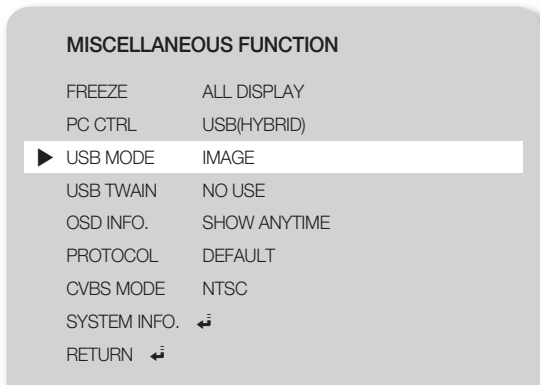 MISCELLANEOUS FUNCTION
FREEZE ALL DISPLAY
PC CTRL USB(HYBRID)
USB MODE IMAGE
USB TWAIN NO USE
OSD INFO. SHOW ANYTIME
PROTOCOL DEFAULT
CVBS MODE NTSC
SYSTEM INFO.
RETURN